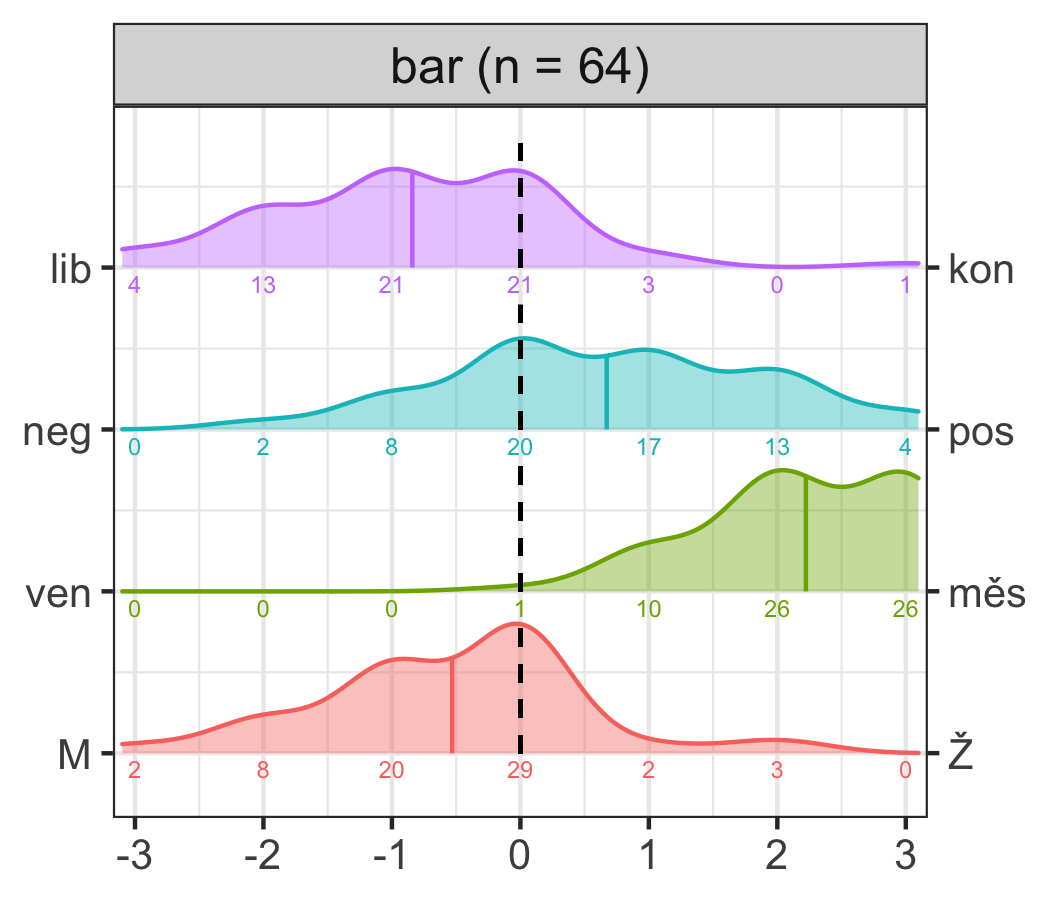 bar (n = 64)
lib kon
4 13 21 21 3 0 1
neg pos
0 2 8 20 17 13 4
ven měs
0 0 0 1 10 26 26
M Ž
2 8 20 29 2 3 0
-3 -2 -1 0 1 2 3